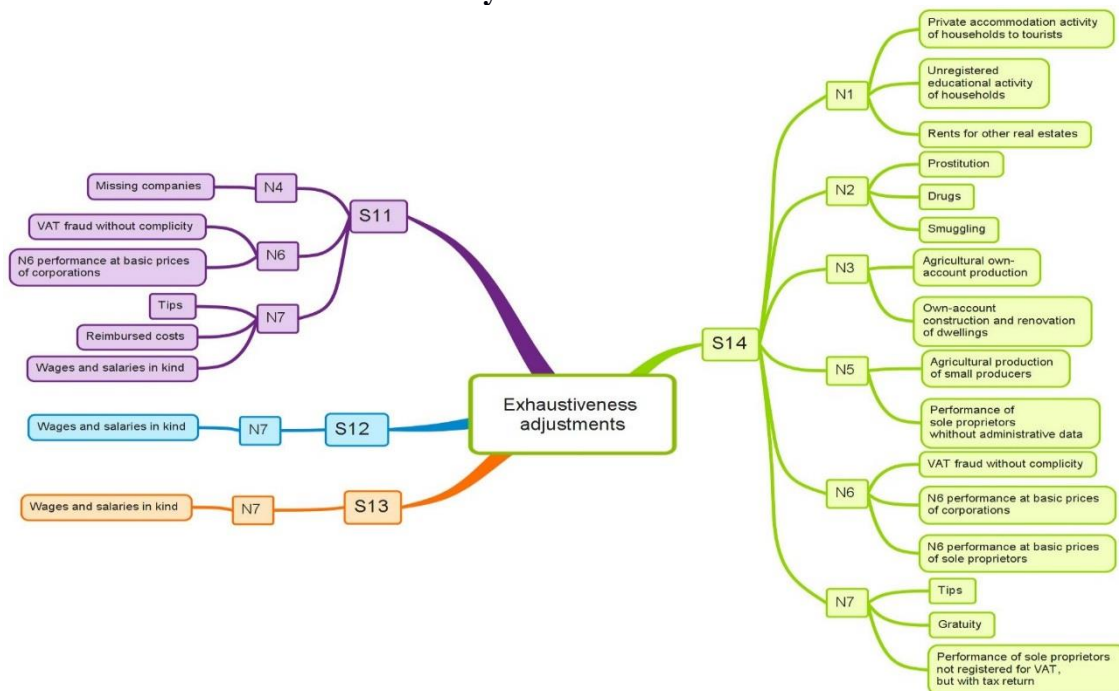 Exhaustiveness
adjustments
S11
N4
Missing companies
N6
VAT fraud without complicity
N6 performance at basic prices
of corporations
N7
Tips
Reimbursed costs
Wages and salaries in kind
S12
N7
Wages and salaries in kind
S13
N7
Wages and salaries in kind
S14
N1
Private accommodation activity
of households to tourists
Unregistered
educational activity
of households
Rents for other real estates
N2
Prostitution
Drugs
Smuggling
N3
Agricultural own-
account production
Own-account
construction and renovation
of dwellings
N5
Agricultural production
of small producers
Performance of
sole proprietors
whithout administrative data
N6
VAT fraud without complicity
N6 performance at basic prices
of corporations
N6 performance at basic prices
of sole proprietors
N7
Tips
Gratuity
Performance of sole proprietors
not registered for VAT,
but with tax return